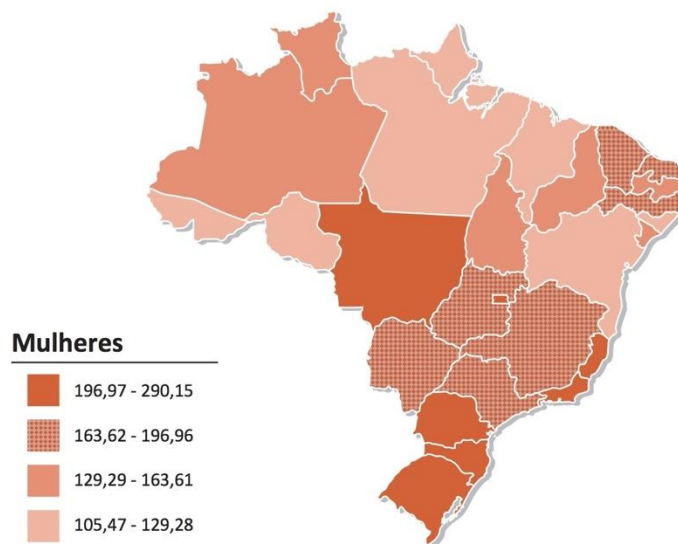 Mulheres
196,97 - 290,15
163,62 - 196,96
129,29 - 163,61
105,47 - 129,28